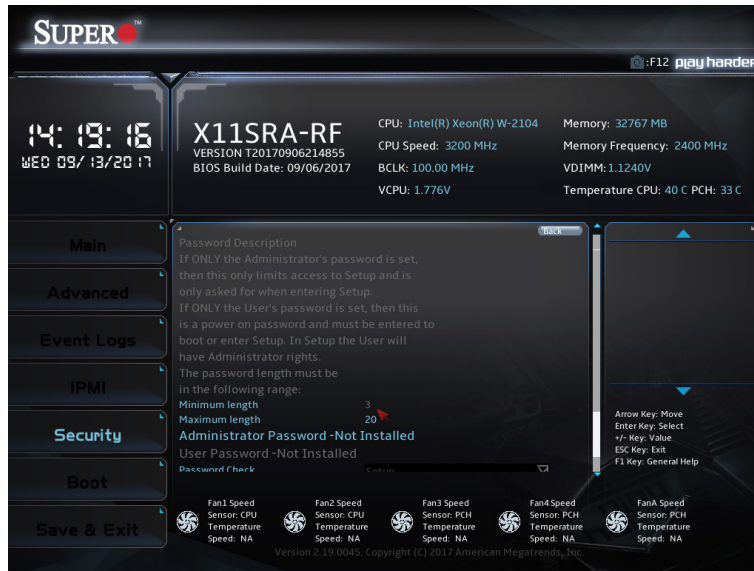 SUPER
TM
:F12 play harder
14: 19: 16
WED 09/ 13/2017
X11SRA-RF
VERSION T20170906214855
BIOS Build Date: 09/06/2017
CPU: Intel(R) Xeon(R) W-2104
CPU Speed: 3200 MHz
BCLK: 100.00 MHz
VCPU: 1.776V
Memory: 32767 MB
Memory Frequency: 2400 MHz
VDIMM: 1.1240V
Temperature CPU: 40 C PCH: 33 C
Main
Advanced
Event Logs
IPMI
Security
Boot
Save & Exit
Back
Password Description
If ONLY the Administrator's password is set,
then this only limits access to Setup and is
only asked for when entering Setup.
If ONLY the User's password is set, then this
is a power on password and must be entered to
boot or enter Setup. In Setup the User will
have Administrator rights.
The password length must be
in the following range:
Minimum length 3
Maximum length 20
Administrator Password -Not Installed
User Password -Not Installed
Password Check Setup
Arrow Key: Move
Enter Key: Select
+/- Key: Value
ESC Key: Exit
F1 Key: General Help
Fan1 Speed
Sensor: CPU
Temperature
Speed: NA
Fan2 Speed
Sensor: CPU
Temperature
Speed: NA
Fan3 Speed
Sensor: PCH
Temperature
Speed: NA
Fan4 Speed
Sensor: PCH
Temperature
Speed: NA
FanA Speed
Sensor: PCH
Temperature
Speed: NA
Version 2.19.0045. Copyright (C) 2017 American Megatrends, Inc.